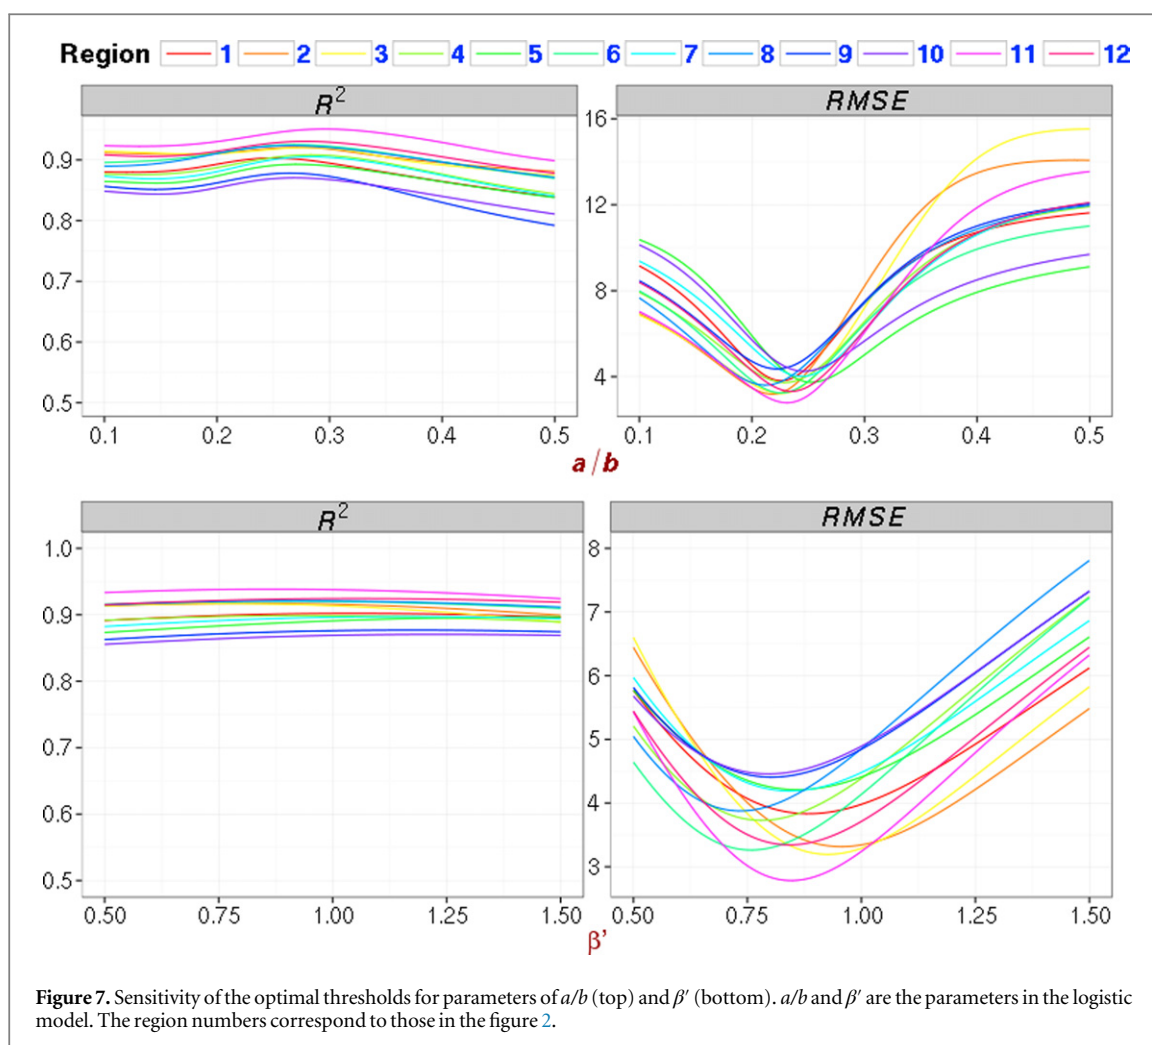 Region 1 2 3 4 5 6 7 8 9 10 11 12
R² RMSE
16
0.9
12
0.8
0.7 8
0.6
4
0.5
0.1 0.2 0.3 0.4 0.5 0.1 0.2 0.3 0.4 0.5
a/b
R² RMSE
1.0 8
0.9 7
6
0.8
5
0.7
4
0.6
3
0.5
0.50 0.75 1.00 1.25 1.50 0.50 0.75 1.00 1.25 1.50
β'
Figure 7. Sensitivity of the optimal thresholds for parameters of a/b (top) and β′ (bottom). a/b and β′ are the parameters in the logistic
model. The region numbers correspond to those in the figure 2.